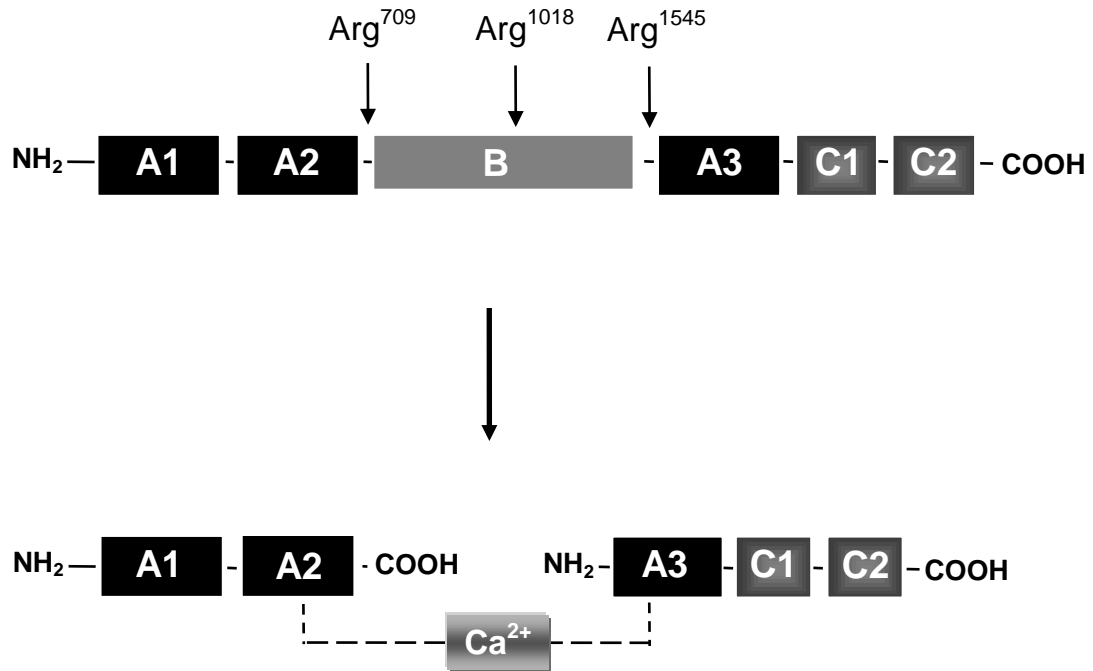 Arg⁷⁰⁹ Arg¹⁰¹⁸ Arg¹⁵⁴⁵
NH₂ A1 A2 B A3 C1 C2 COOH
NH₂ A1 A2 COOH NH₂ A3 C1 C2 COOH
Ca²⁺